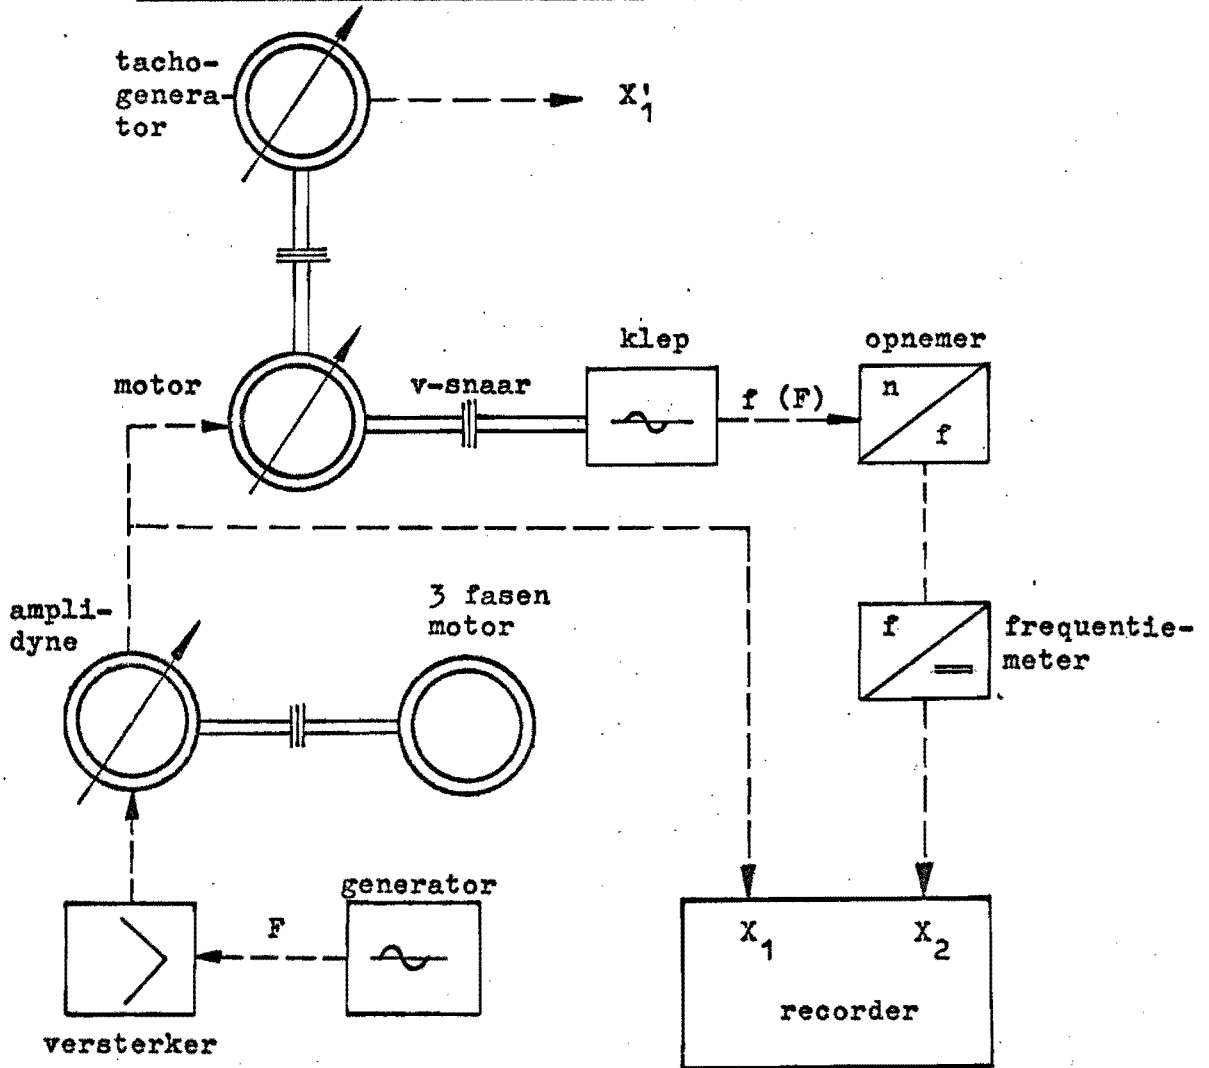 tacho-
genera-
tor
X'1
klep
opnemer
motor
v-snaar
f (F)
n
f
ampli-
dyne
3 fasen
motor
f
frequentie-
meter
generator
F
X1
X2
recorder
versterker